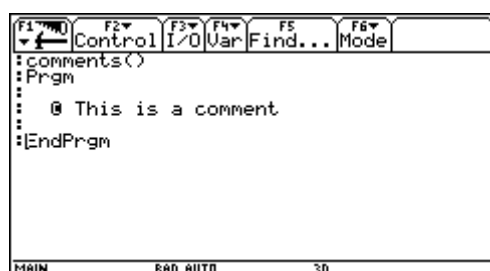 F1 F2 Control F3 I/O F4 Var F5 Find... F6 Mode
:comments()
:Prgm
:
: © This is a comment
:
:EndPrgm
MAIN RAD AUTO 3D